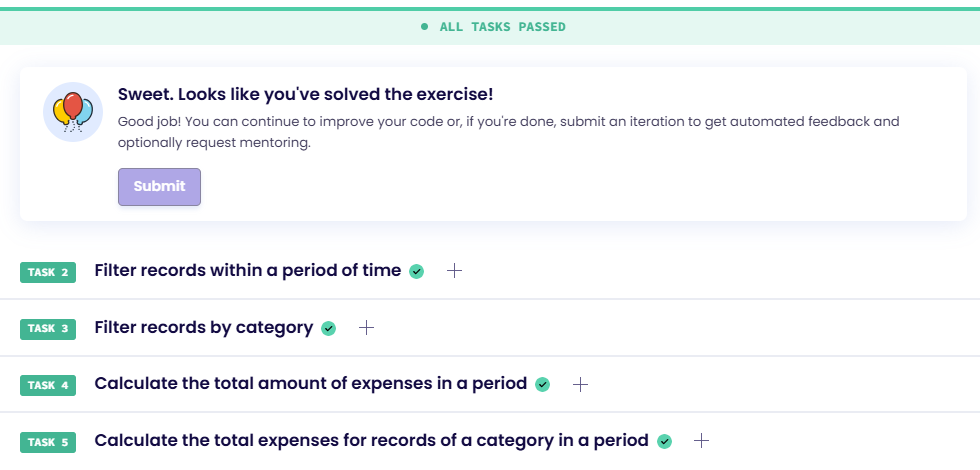 ALL TASKS PASSED
Sweet. Looks like you've solved the exercise!
Good job! You can continue to improve your code or, if you're done, submit an iteration to get automated feedback and
optionally request mentoring.
Submit
TASK 2 Filter records within a period of time
TASK 3 Filter records by category
TASK 4 Calculate the total amount of expenses in a period
TASK 5 Calculate the total expenses for records of a category in a period